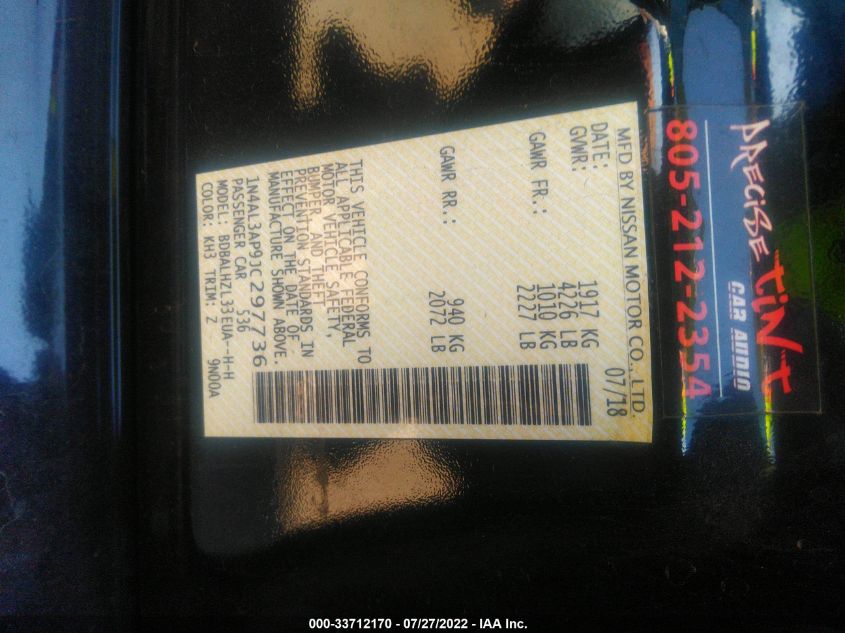 MFD BY NISSAN MOTOR CO., LTD.
DATE: 07/18
GVWR: 1917 KG
4226 LB
GAWR FR.: 1010 KG
2227 LB
GAWR RR.: 940 KG
2072 LB
THIS VEHICLE CONFORMS TO
ALL APPLICABLE FEDERAL
MOTOR VEHICLE SAFETY,
BUMPER, AND THEFT
PREVENTION STANDARDS IN
EFFECT ON THE DATE OF
MANUFACTURE SHOWN ABOVE.
1N4AL3AP9JC297736
PASSENGER CAR 536
MODEL: BDBALHZL33EUA--H-H
COLOR: KH3 TRIM: Z 9N00A
PRECISE TINT
CAR AUDIO
805-212-2354
000-33712170 - 07/27/2022 - IAA Inc.